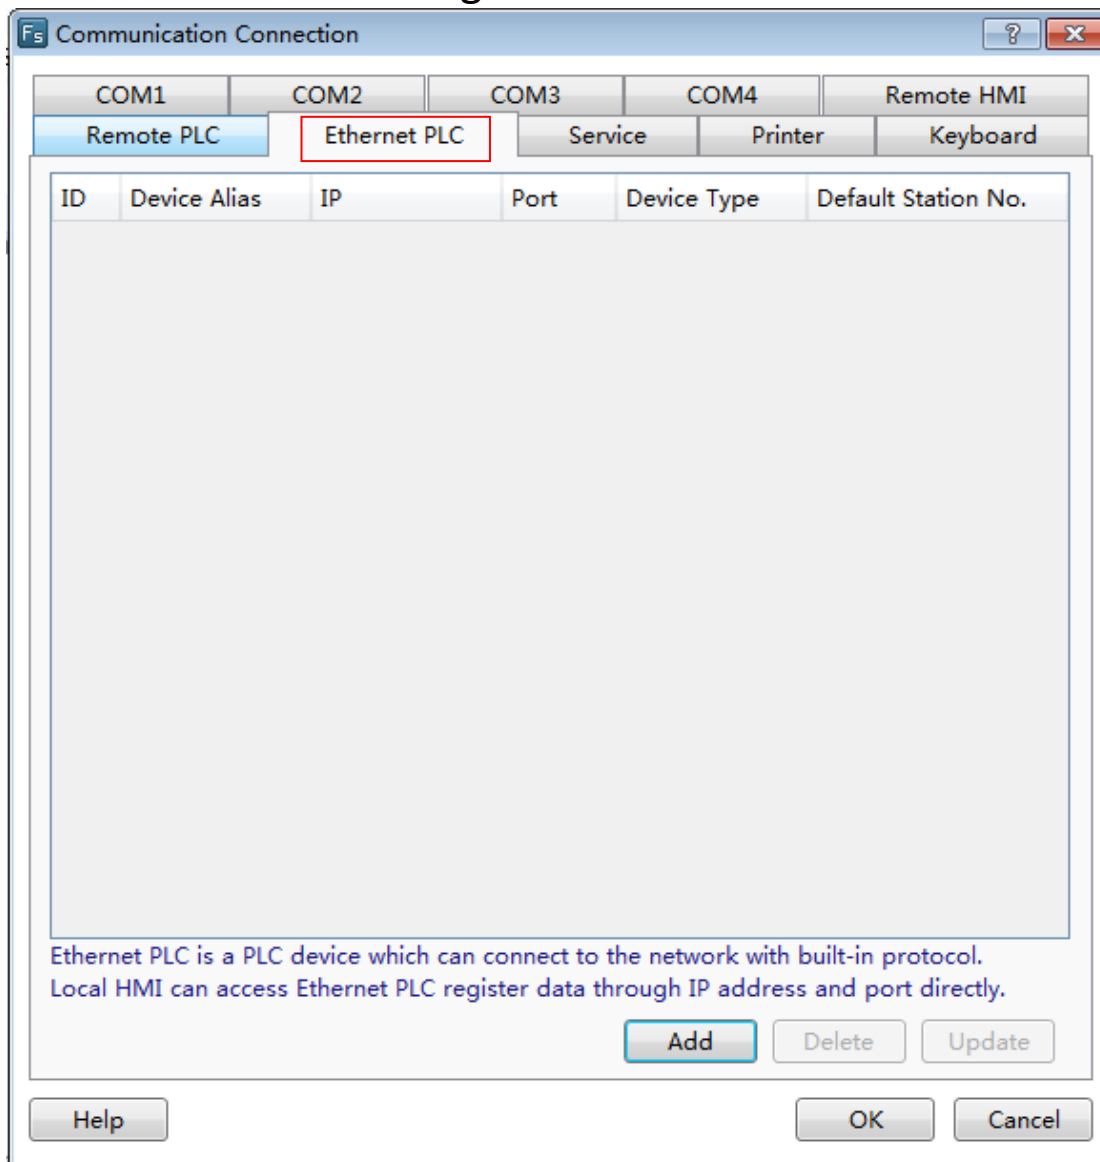 Fs Communication Connection ?
COM1 COM2 COM3 COM4 Remote HMI
Remote PLC Ethernet PLC Service Printer Keyboard
ID Device Alias IP Port Device Type Default Station No.
Ethernet PLC is a PLC device which can connect to the network with built-in protocol.
Local HMI can access Ethernet PLC register data through IP address and port directly.
Add Delete Update
Help OK Cancel